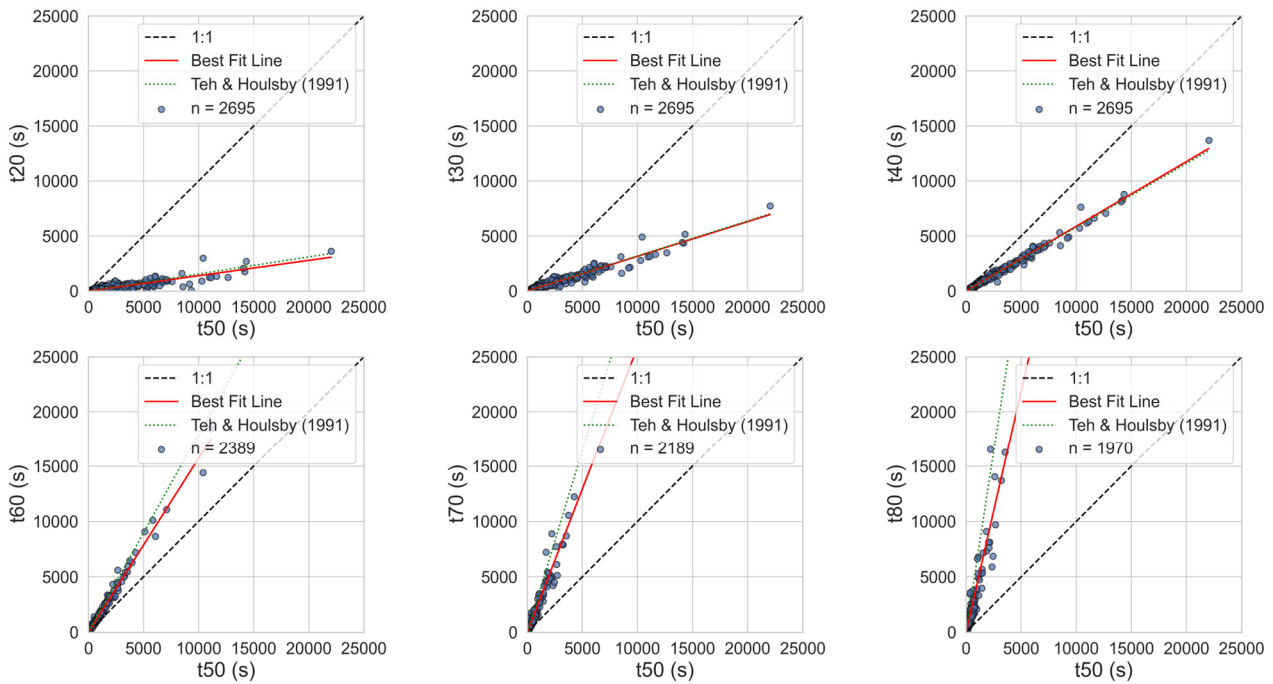 25000
20000
15000
10000
5000
0
t20 (s)
1:1
Best Fit Line
Teh & Houlsby (1991)
n = 2695
0 5000 10000 15000 20000 25000
t50 (s)
25000
20000
15000
10000
5000
0
t30 (s)
1:1
Best Fit Line
Teh & Houlsby (1991)
n = 2695
0 5000 10000 15000 20000 25000
t50 (s)
25000
20000
15000
10000
5000
0
t40 (s)
1:1
Best Fit Line
Teh & Houlsby (1991)
n = 2695
0 5000 10000 15000 20000 25000
t50 (s)
25000
20000
15000
10000
5000
0
t60 (s)
1:1
Best Fit Line
Teh & Houlsby (1991)
n = 2389
0 5000 10000 15000 20000 25000
t50 (s)
25000
20000
15000
10000
5000
0
t70 (s)
1:1
Best Fit Line
Teh & Houlsby (1991)
n = 2189
0 5000 10000 15000 20000 25000
t50 (s)
25000
20000
15000
10000
5000
0
t80 (s)
1:1
Best Fit Line
Teh & Houlsby (1991)
n = 1970
0 5000 10000 15000 20000 25000
t50 (s)